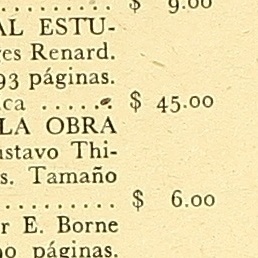 ......... $ 9.00
AL ESTU-
es Renard.
93 páginas.
ca ..... $ 45.00
LA OBRA
ustavo Thi-
s. Tamaño
......... $ 6.00
r E. Borne
páginas.